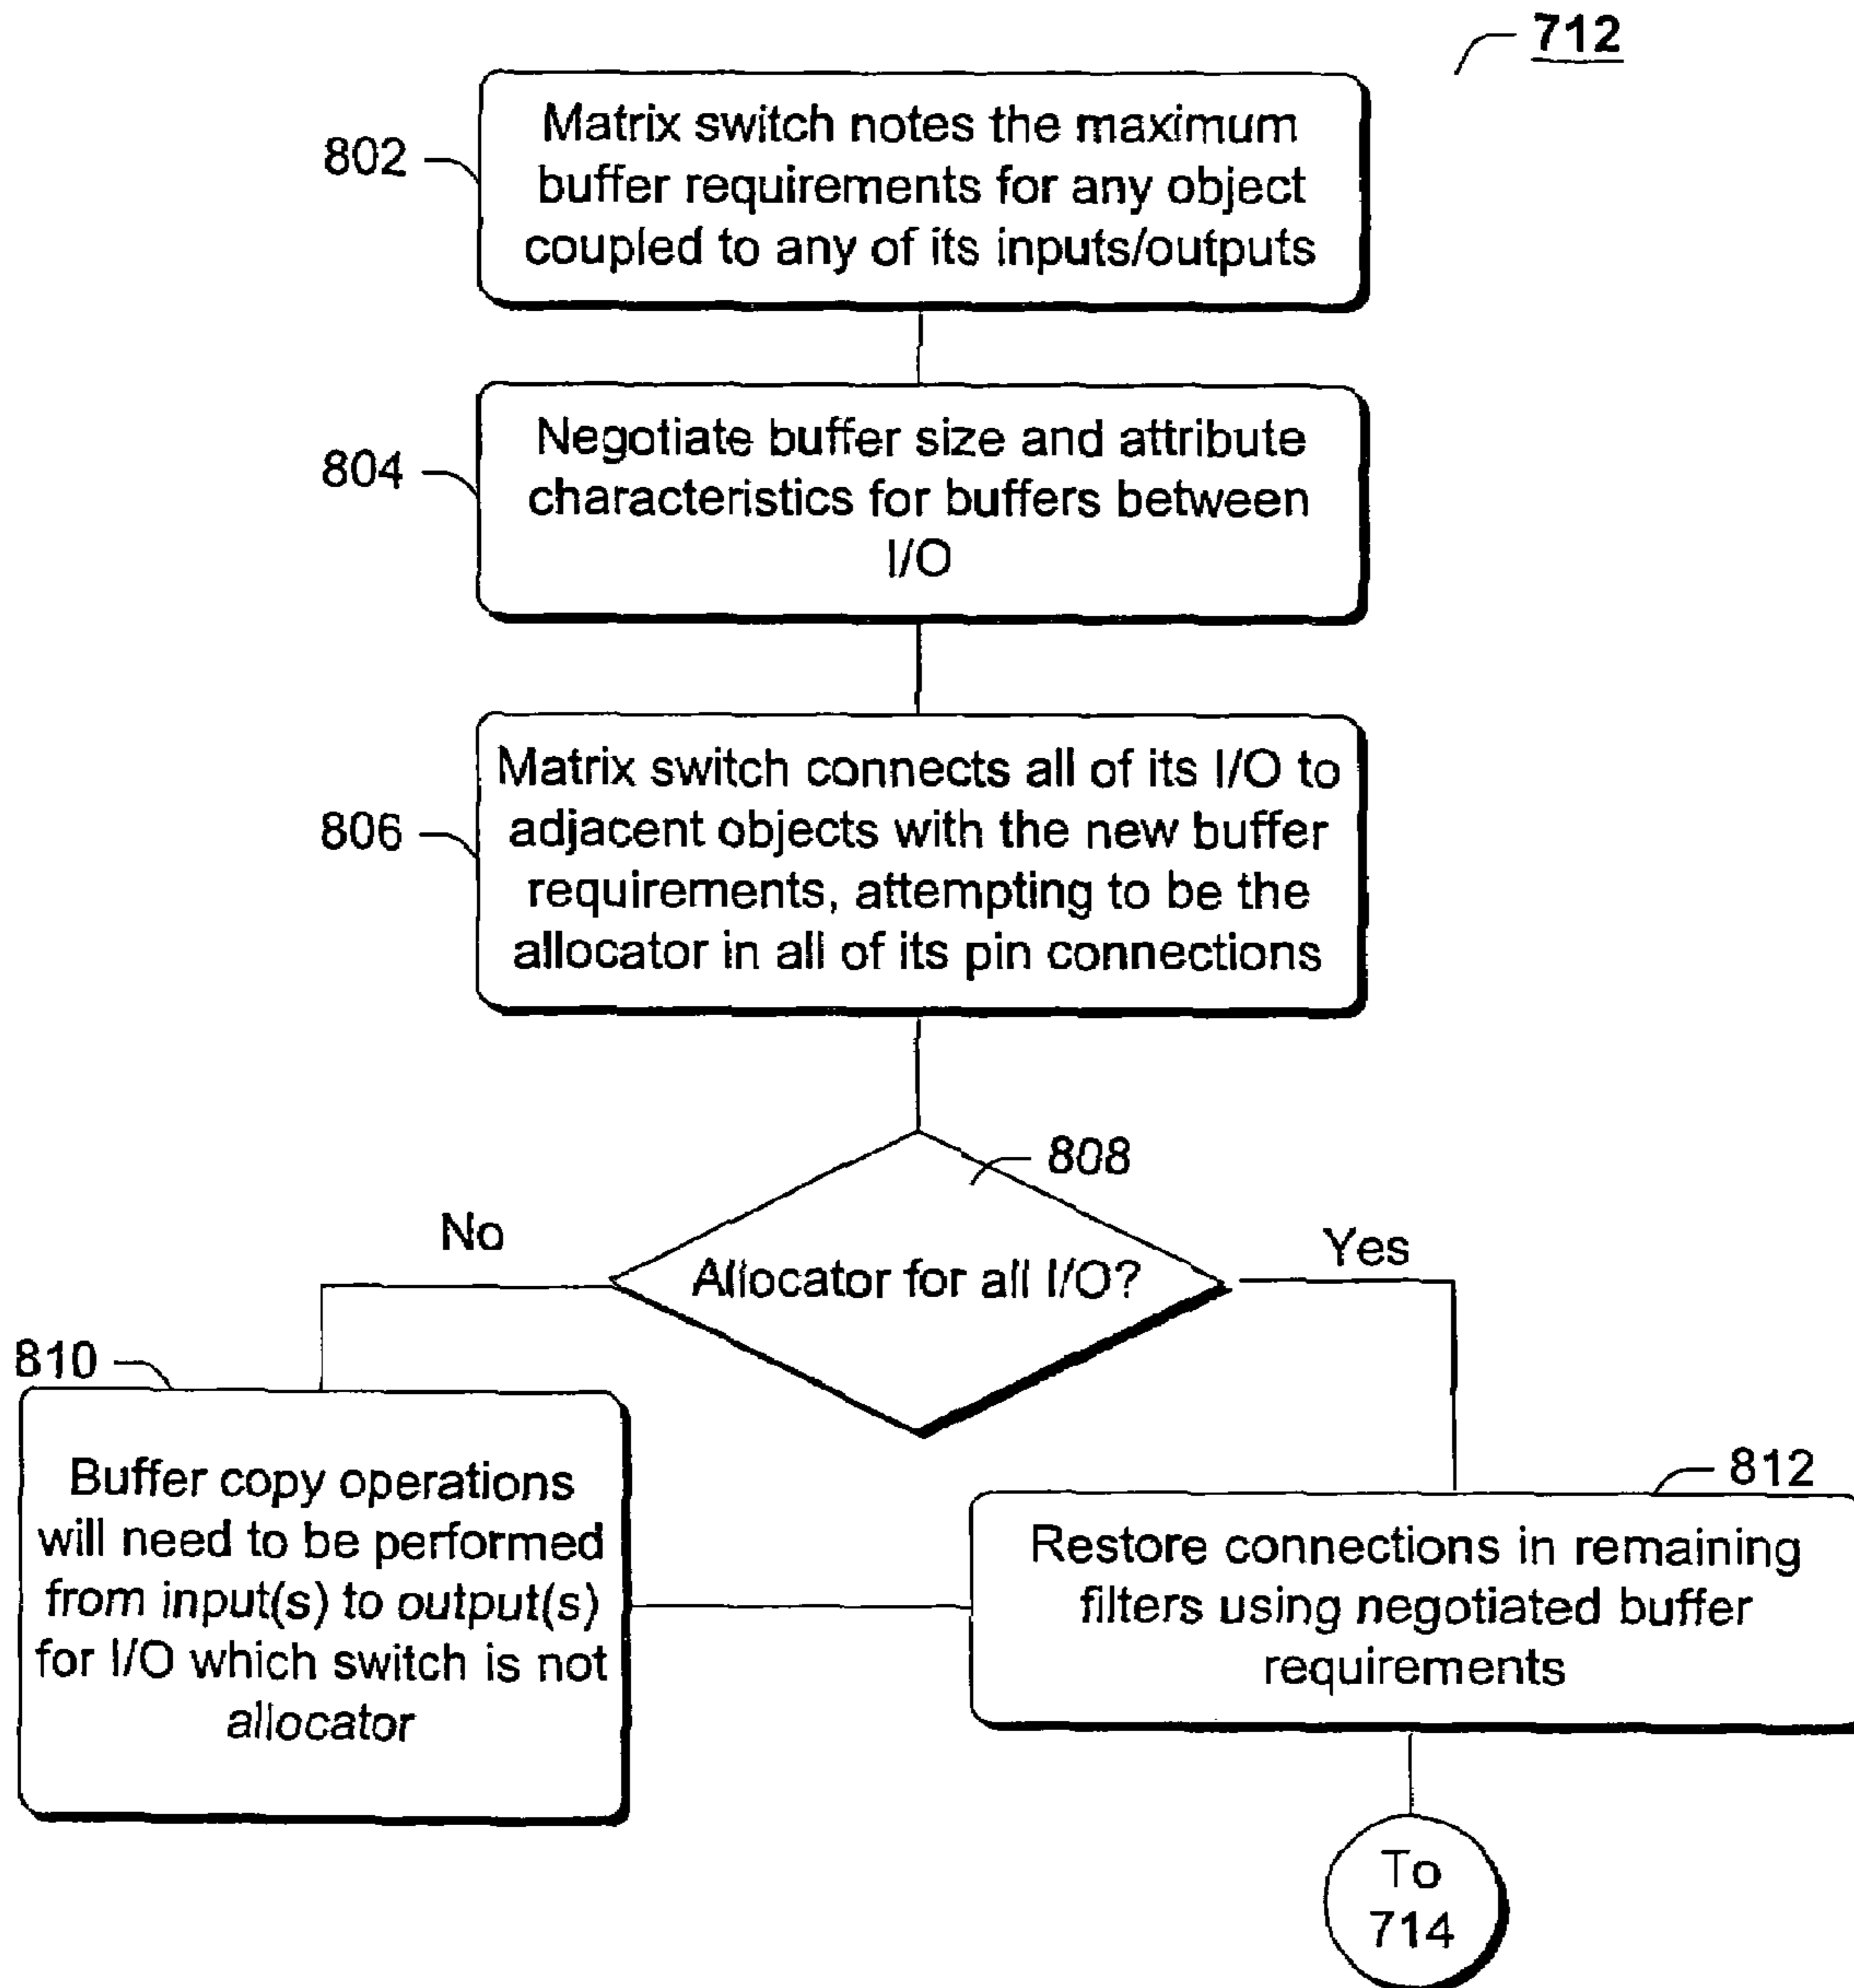 712
802
Matrix switch notes the maximum
buffer requirements for any object
coupled to any of its inputs/outputs
804
Negotiate buffer size and attribute
characteristics for buffers between
I/O
806
Matrix switch connects all of its I/O to
adjacent objects with the new buffer
requirements, attempting to be the
allocator in all of its pin connections
808
Allocator for all I/O?
No
Yes
810
Buffer copy operations
will need to be performed
from input(s) to output(s)
for I/O which switch is not
allocator
812
Restore connections in remaining
filters using negotiated buffer
requirements
To
714